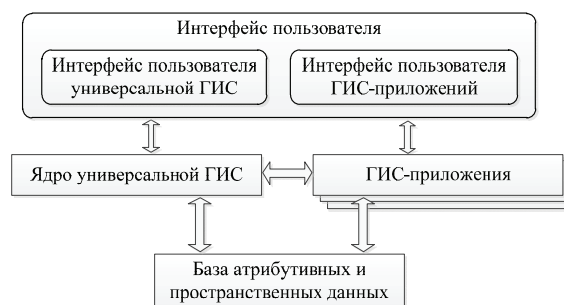 Интерфейс пользователя
Интерфейс пользователя
универсальной ГИС
Интерфейс пользователя
ГИС-приложений
Ядро универсальной ГИС
ГИС-приложения
База атрибутивных и
пространственных данных